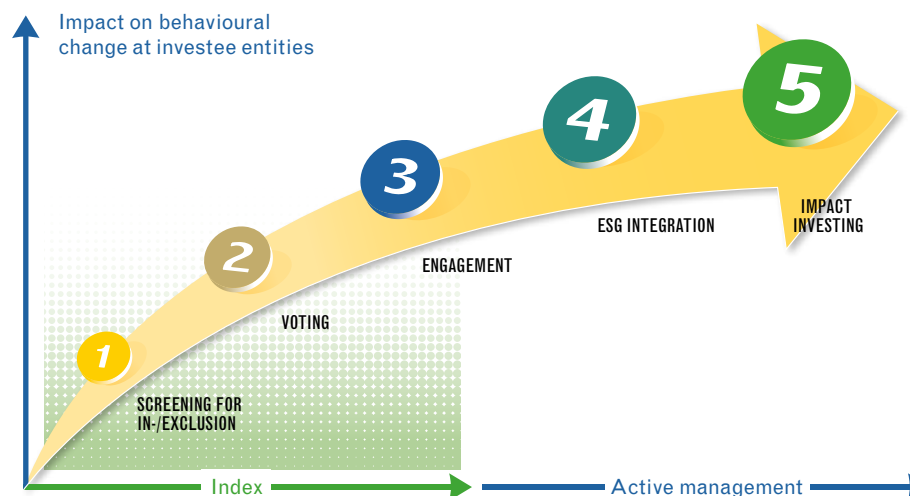 Impact on behavioural
change at investee entities
5
4
3
2
1
IMPACT
INVESTING
ESG INTEGRATION
ENGAGEMENT
VOTING
SCREENING FOR
IN-/EXCLUSION
Index
Active management